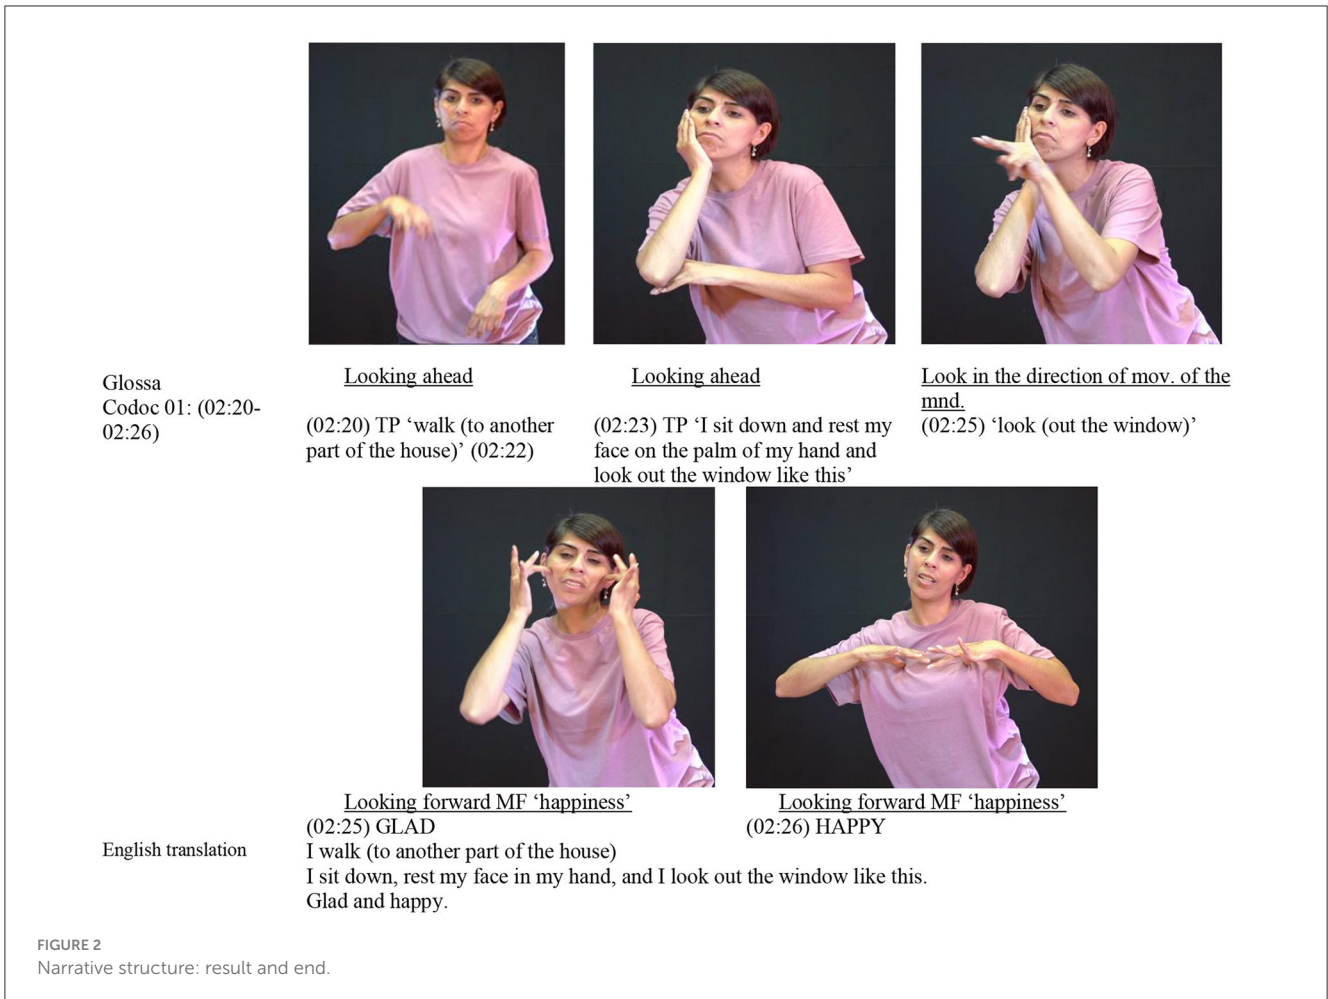 Looking ahead
Looking ahead
Look in the direction of mov. of the
mnd.
Glossa
Codoc 01: (02:20-
02:26)
(02:20) TP ‘walk (to another
part of the house)’ (02:22)
(02:23) TP ‘I sit down and rest my
face on the palm of my hand and
look out the window like this’
(02:25) ‘look (out the window)’
Looking forward MF ‘happiness’
(02:25) GLAD
Looking forward MF ‘happiness’
(02:26) HAPPY
English translation
I walk (to another part of the house)
I sit down, rest my face in my hand, and I look out the window like this.
Glad and happy.
FIGURE 2
Narrative structure: result and end.